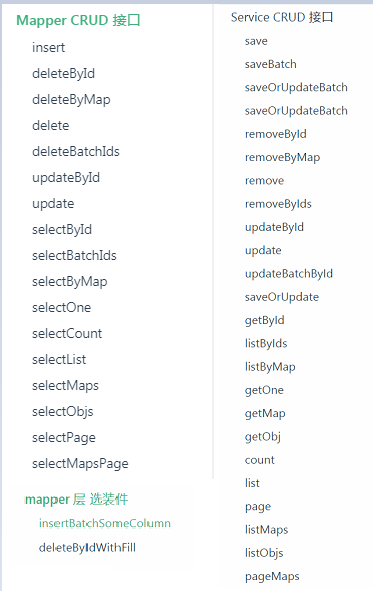 Mapper CRUD 接口
insert
deleteById
deleteByMap
delete
deleteBatchIds
updateById
update
selectById
selectBatchIds
selectByMap
selectOne
selectCount
selectList
selectMaps
selectObjs
selectPage
selectMapsPage
mapper 层 选装件
insertBatchSomeColumn
deleteByIdWithFill
Service CRUD 接口
save
saveBatch
saveOrUpdateBatch
saveOrUpdateBatch
removeById
removeByMap
remove
removeByIds
updateById
update
updateBatchById
saveOrUpdate
getById
listByIds
listByMap
getOne
getMap
getObj
count
list
page
listMaps
listObjs
pageMaps